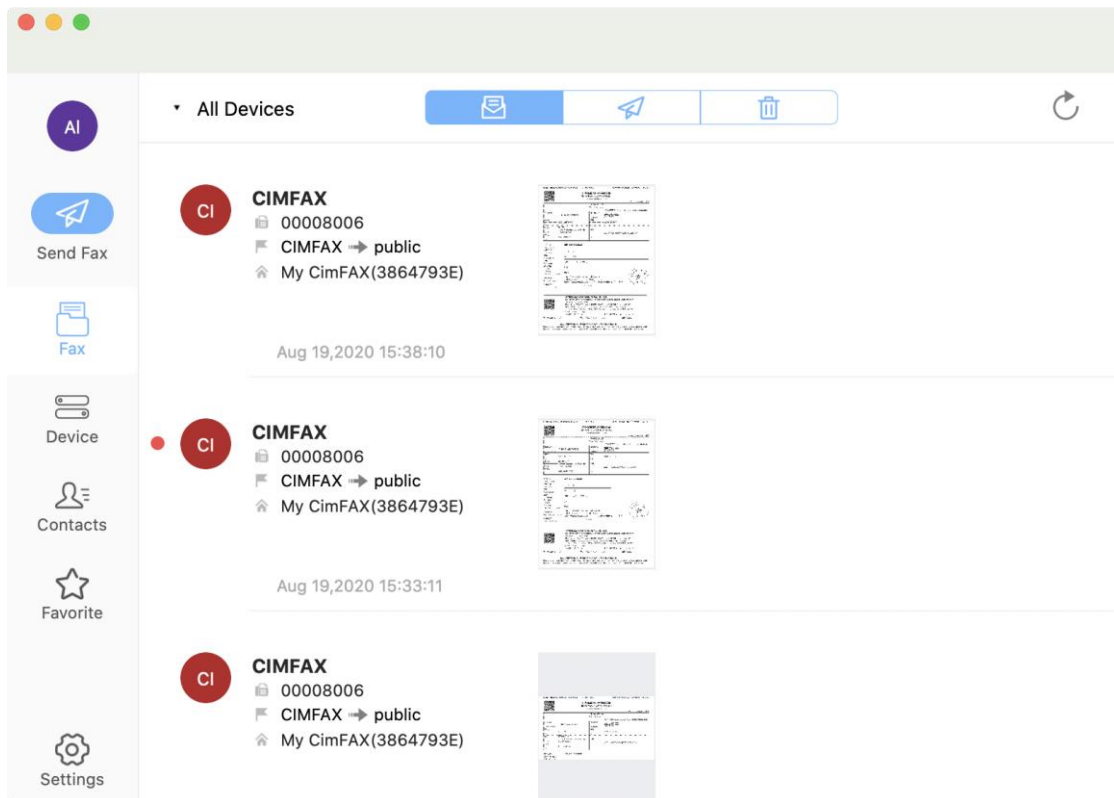 AI
Send Fax
Fax
Device
Contacts
Favorite
Settings
All Devices
CI
CIMFAX
00008006
CIMFAX public
My CimFAX(3864793E)
Aug 19,2020 15:38:10
CI
CIMFAX
00008006
CIMFAX public
My CimFAX(3864793E)
Aug 19,2020 15:33:11
CI
CIMFAX
00008006
CIMFAX public
My CimFAX(3864793E)